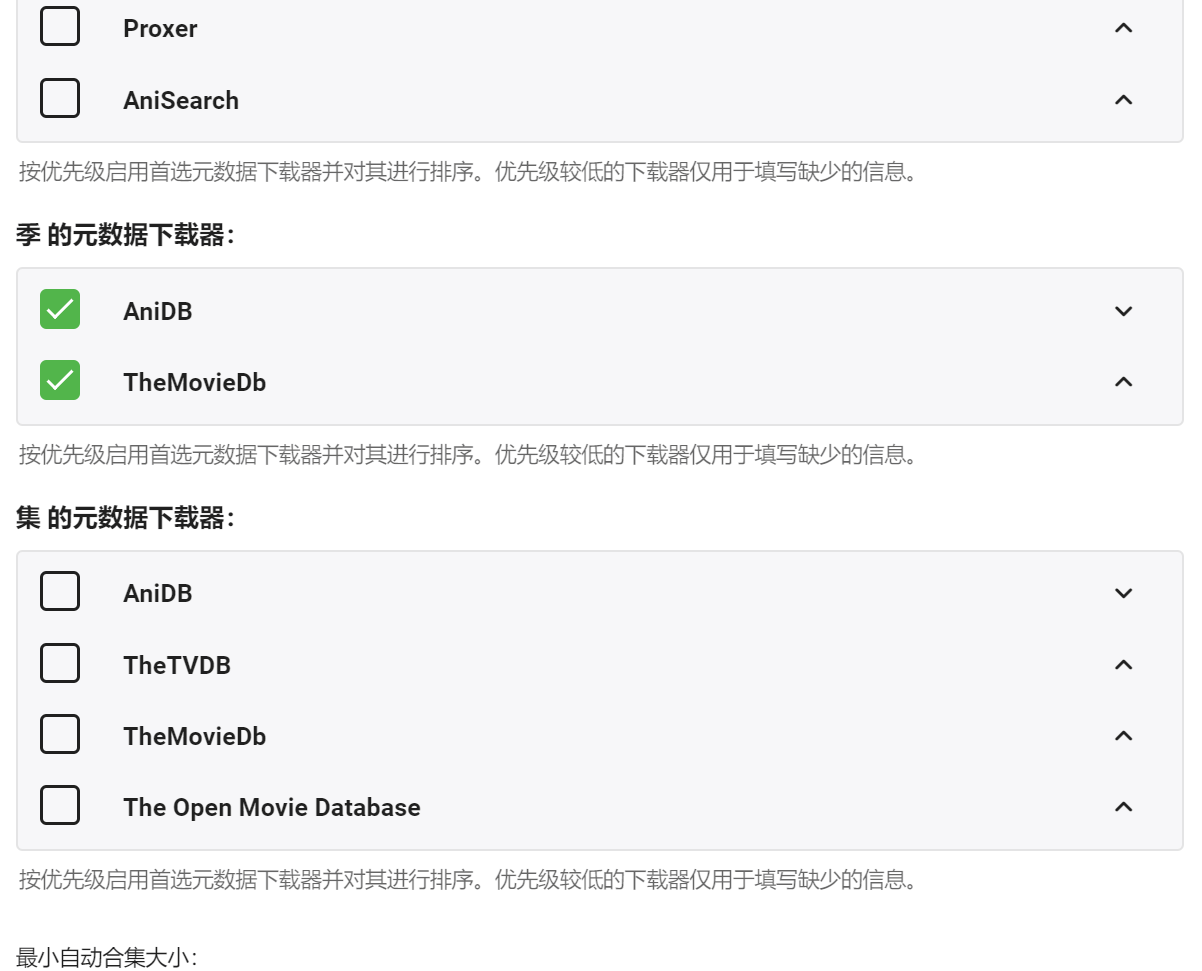 Proxer
AniSearch
按优先级启用首选元数据下载器并对其进行排序。优先级较低的下载器仅用于填写缺少的信息。
季 的元数据下载器：
AniDB
TheMovieDb
按优先级启用首选元数据下载器并对其进行排序。优先级较低的下载器仅用于填写缺少的信息。
集 的元数据下载器：
AniDB
TheTVDB
TheMovieDb
The Open Movie Database
按优先级启用首选元数据下载器并对其进行排序。优先级较低的下载器仅用于填写缺少的信息。
最小自动合集大小：